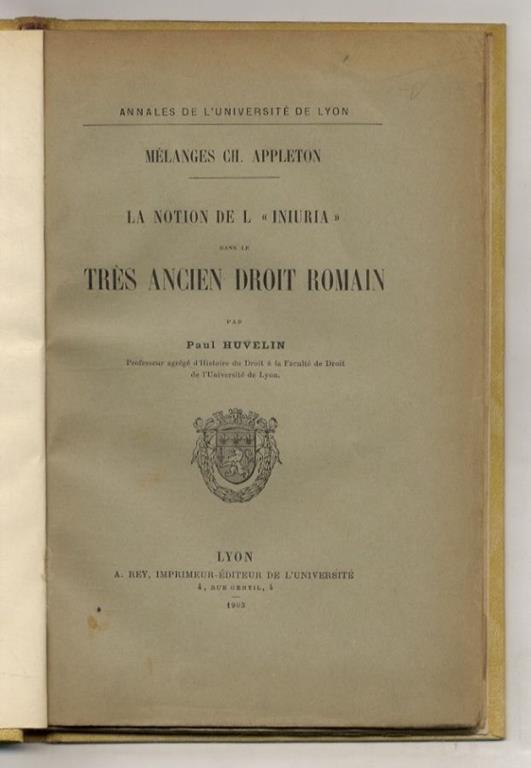 ANNALES DE L'UNIVERSITÉ DE LYON
MÉLANGES CH. APPLETON
LA NOTION DE L « INIURIA »
DANS LE
TRÈS ANCIEN DROIT ROMAIN
PAR
Paul HUVELIN
Professeur agrégé d'Histoire du Droit à la Faculté de Droit
de l'Université de Lyon.
LYON
A. REY, IMPRIMEUR-ÉDITEUR DE L'UNIVERSITÉ
4, RUE GENTIL, 4
1903